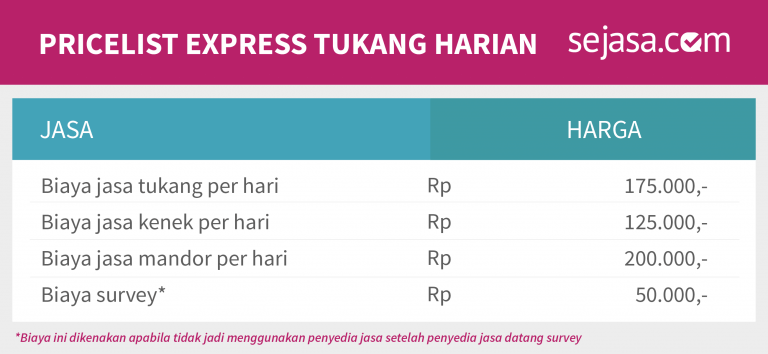 PRICELIST EXPRESS TUKANG HARIAN sejasa.com
JASA HARGA
Biaya jasa tukang per hari Rp 175.000,-
Biaya jasa kenek per hari Rp 125.000,-
Biaya jasa mandor per hari Rp 200.000,-
Biaya survey* Rp 50.000,-
*Biaya ini dikenakan apabila tidak jadi menggunakan penyedia jasa setelah penyedia jasa datang survey